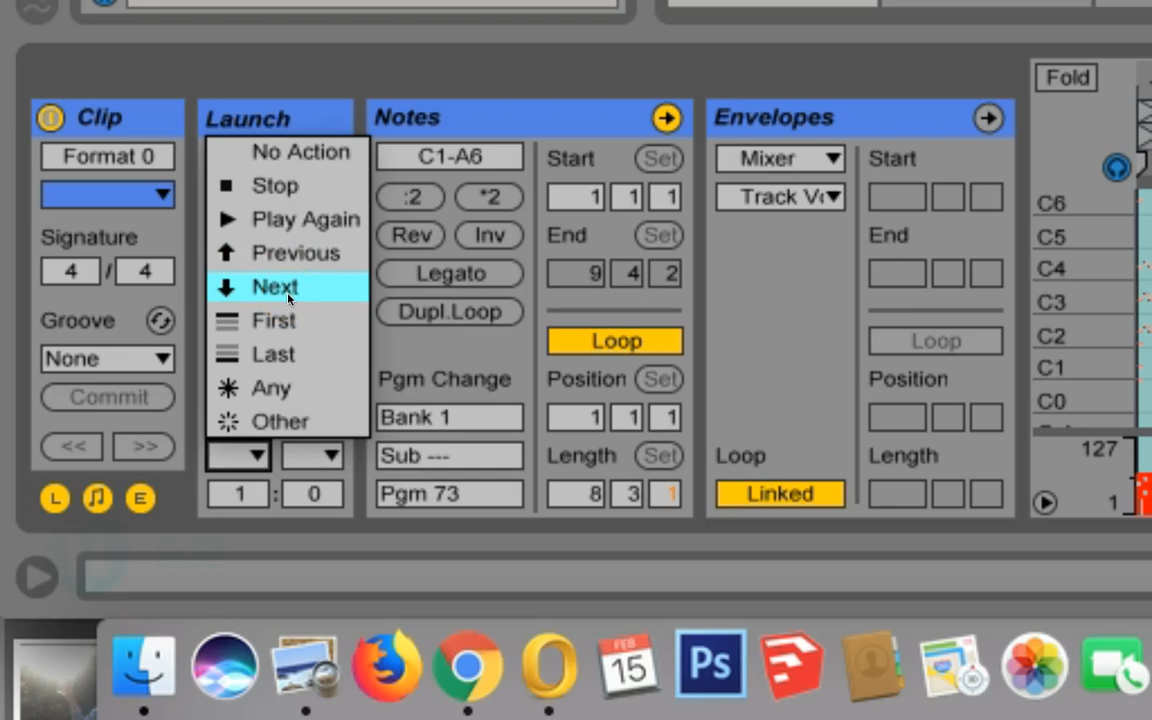 Clip
Format 0
Signature
4 / 4
Groove
None
Commit
<< >>
L E
Launch
No Action
Stop
Play Again
Previous
Next
First
Last
Any
Other
1 : 0
Notes
C1-A6
:2 *2
Rev Inv
Legato
Dupl.Loop
Pgm Change
Bank 1
Sub ---
Pgm 73
Start Set
1 1 1
End Set
9 4 2
Loop
Position Set
1 1 1
Length Set
8 3 1
Envelopes
Mixer
Track
Loop
Linked
Start
End
Loop
Position
Length
Fold
C6
C5
C4
C3
C2
C1
C0
127
1
FEB
15
Ps